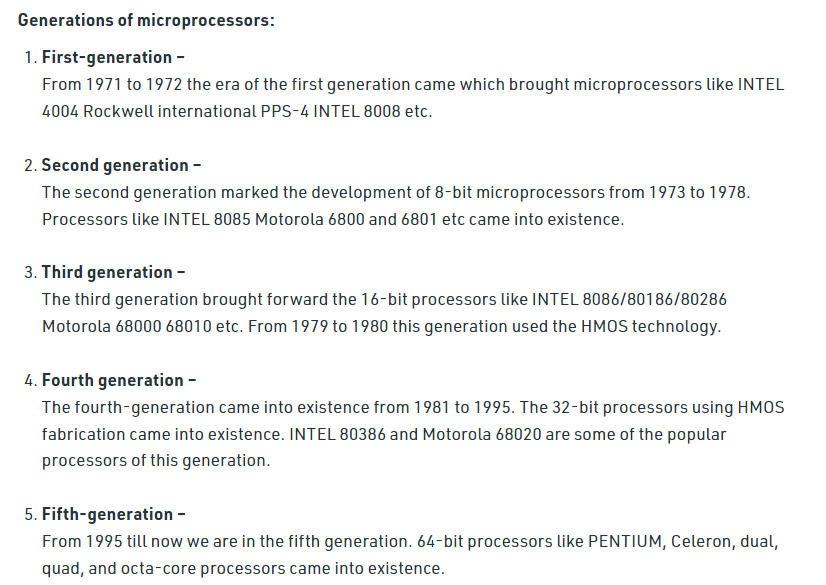 Generations of microprocessors:
1. First-generation –
From 1971 to 1972 the era of the first generation came which brought microprocessors like INTEL
4004 Rockwell international PPS-4 INTEL 8008 etc.
2. Second generation –
The second generation marked the development of 8-bit microprocessors from 1973 to 1978.
Processors like INTEL 8085 Motorola 6800 and 6801 etc came into existence.
3. Third generation –
The third generation brought forward the 16-bit processors like INTEL 8086/80186/80286
Motorola 68000 68010 etc. From 1979 to 1980 this generation used the HMOS technology.
4. Fourth generation –
The fourth-generation came into existence from 1981 to 1995. The 32-bit processors using HMOS
fabrication came into existence. INTEL 80386 and Motorola 68020 are some of the popular
processors of this generation.
5. Fifth-generation –
From 1995 till now we are in the fifth generation. 64-bit processors like PENTIUM, Celeron, dual,
quad, and octa-core processors came into existence.